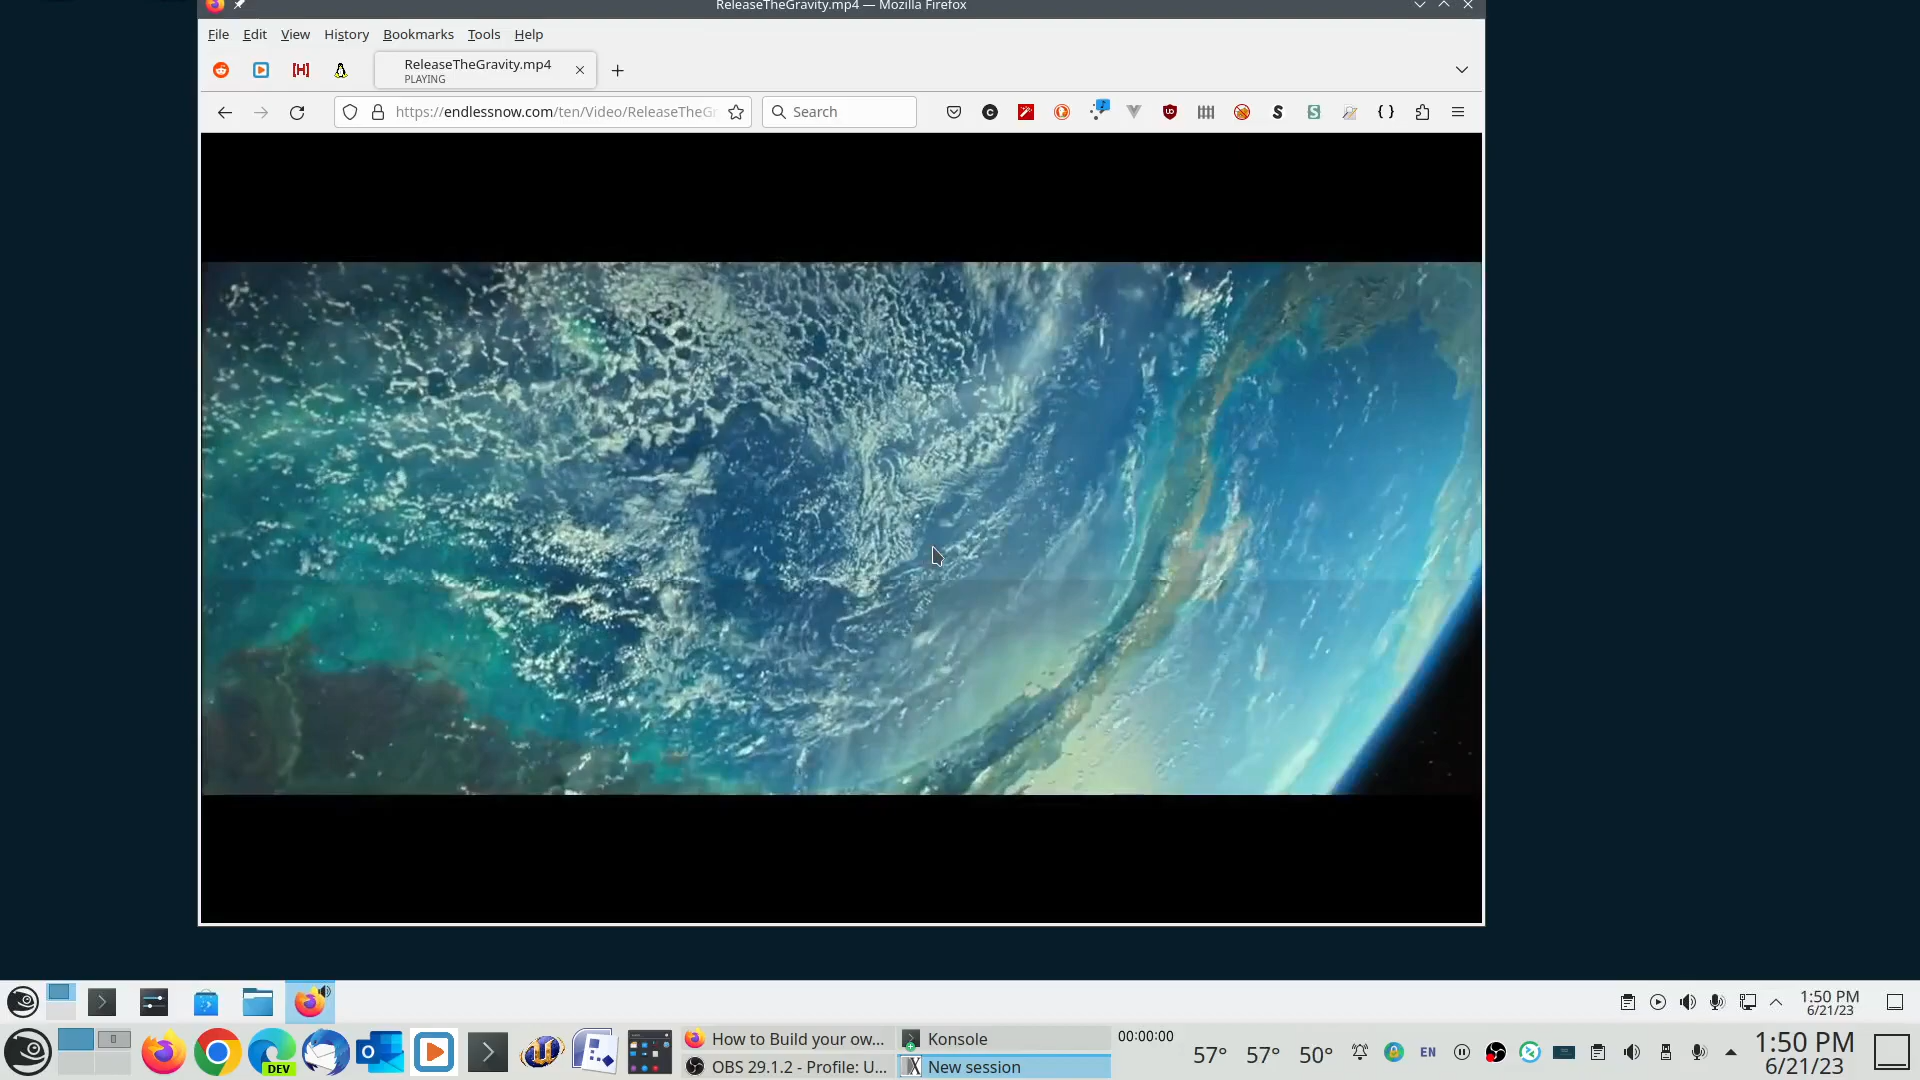 ReleaseTheGravity.mp4 — Mozilla Firefox
File Edit View History Bookmarks Tools Help
ReleaseTheGravity.mp4
PLAYING
https://endlessnow.com/ten/Video/ReleaseTheGr
Search
1:50 PM
6/21/23
DEV
How to Build your ow...
Konsole
OBS 29.1.2 - Profile: U...
New session
00:00:00
57° 57° 50°
EN
1:50 PM
6/21/23